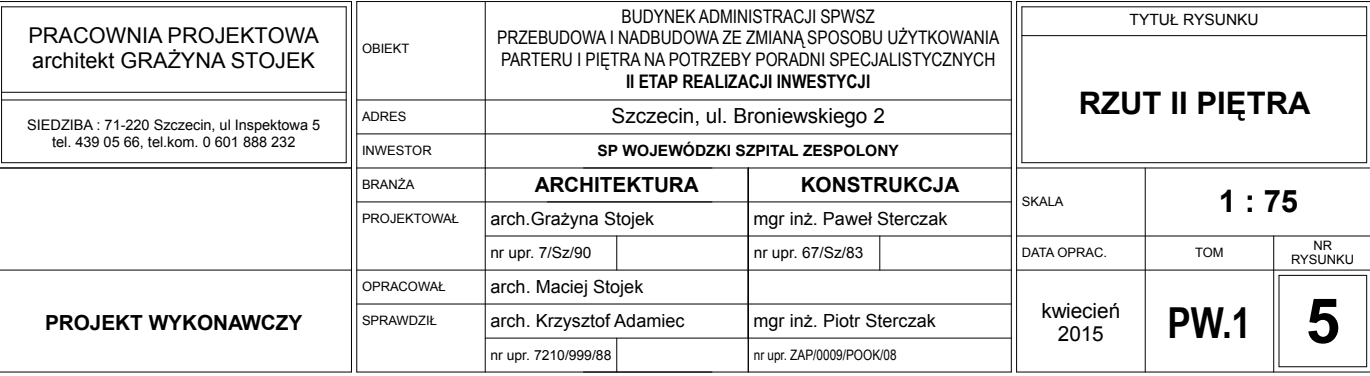 PRACOWNIA PROJEKTOWA
architekt GRAŻYNA STOJEK
SIEDZIBA : 71-220 Szczecin, ul Inspektowa 5
tel. 439 05 66, tel.kom. 0 601 888 232
PROJEKT WYKONAWCZY
OBIEKT
BUDYNEK ADMINISTRACJI SPWSZ
PRZEBUDOWA I NADBUDOWA ZE ZMIANĄ SPOSOBU UŻYTKOWANIA
PARTERU I PIĘTRA NA POTRZEBY PORADNI SPECJALISTYCZNYCH
II ETAP REALIZACJI INWESTYCJI
ADRES
Szczecin, ul. Broniewskiego 2
INWESTOR
SP WOJEWÓDZKI SZPITAL ZESPOLONY
BRANŻA
ARCHITEKTURA
KONSTRUKCJA
PROJEKTOWAŁ
arch.Grażyna Stojek
mgr inż. Paweł Sterczak
nr upr. 7/Sz/90
nr upr. 67/Sz/83
OPRACOWAŁ
arch. Maciej Stojek
SPRAWDZIŁ
arch. Krzysztof Adamiec
mgr inż. Piotr Sterczak
nr upr. 7210/999/88
nr upr. ZAP/0009/POOK/08
TYTUŁ RYSUNKU
RZUT II PIĘTRA
SKALA
1 : 75
DATA OPRAC.
TOM
NR
RYSUNKU
kwiecień
2015
PW.1
5